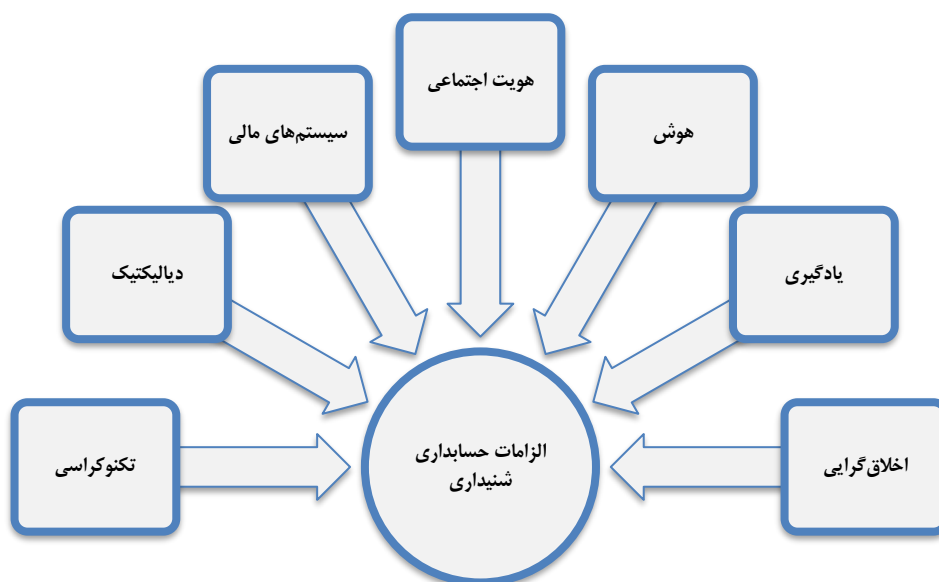 هویت اجتماعی
هوش
سیستم‌های مالی
یادگیری
دیالیکتیک
اخلاق‌گرایی
تکنوکراسی
الزامات حسابداری
شنیداری